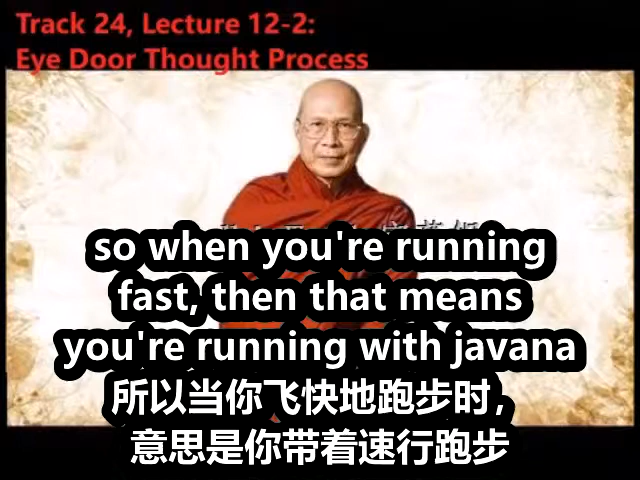 Track 24, Lecture 12-2:
Eye Door Thought Process
so when you're running
fast, then that means
you're running with javana
所以当你飞快地跑步时，
意思是你带着速行跑步